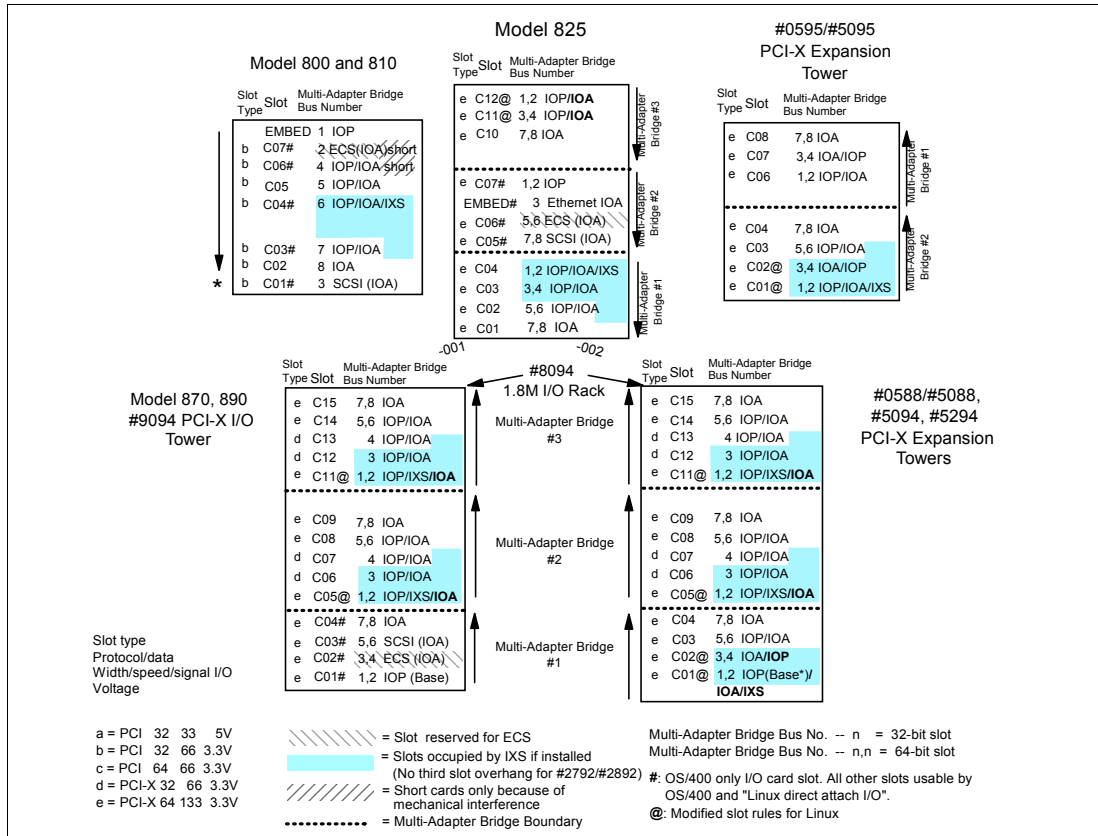 Model 800 and 810
Slot Type Slot Multi-Adapter Bridge Bus Number
EMBED 1 IOP
b C07# 2 ECS(IOA)short
b C06# 4 IOP/IOA short
b C05 5 IOP/IOA
b C04# 6 IOP/IOA/IXS
b C03# 7 IOP/IOA
b C02 8 IOA
* b C01# 3 SCSI (IOA)
Model 825
Slot Type Slot Multi-Adapter Bridge Bus Number
e C12@ 1,2 IOP/IOA
e C11@ 3,4 IOP/IOA
e C10 7,8 IOA
Multi-Adapter Bridge #3
e C07# 1,2 IOP
EMBED# 3 Ethernet IOA
e C06# 5,6 ECS (IOA)
e C05# 7,8 SCSI (IOA)
Multi-Adapter Bridge #2
e C04 1,2 IOP/IOA/IXS
e C03 3,4 IOP/IOA
e C02 5,6 IOP/IOA
e C01 7,8 IOA
Multi-Adapter Bridge #1
#0595/#5095
PCI-X Expansion
Tower
Slot Type Slot Multi-Adapter Bridge Bus Number
e C08 7,8 IOA
e C07 3,4 IOA/IOP
e C06 1,2 IOP/IOA
Multi-Adapter Bridge #1
e C04 7,8 IOA
e C03 5,6 IOP/IOA
e C02@ 3,4 IOA/IOP
e C01@ 1,2 IOP/IOA/IXS
Multi-Adapter Bridge #2
-001 -002
#8094
1.8M I/O Rack
Model 870, 890
#9094 PCI-X I/O
Tower
Slot Type Slot Multi-Adapter Bridge Bus Number
e C15 7,8 IOA
e C14 5,6 IOP/IOA
d C13 4 IOP/IOA
d C12 3 IOP/IOA
e C11@ 1,2 IOP/IXS/IOA
e C09 7,8 IOA
e C08 5,6 IOP/IOA
d C07 4 IOP/IOA
d C06 3 IOP/IOA
e C05@ 1,2 IOP/IXS/IOA
e C04# 7,8 IOA
e C03# 5,6 SCSI (IOA)
e C02# 3,4 ECS (IOA)
e C01# 1,2 IOP (Base)
Multi-Adapter Bridge
#3
Multi-Adapter Bridge
#2
Multi-Adapter Bridge
#1
Slot Type Slot Multi-Adapter Bridge Bus Number
e C15 7,8 IOA
e C14 5,6 IOP/IOA
d C13 4 IOP/IOA
d C12 3 IOP/IOA
e C11@ 1,2 IOP/IXS/IOA
e C09 7,8 IOA
e C08 5,6 IOP/IOA
d C07 4 IOP/IOA
d C06 3 IOP/IOA
e C05@ 1,2 IOP/IXS/IOA
e C04 7,8 IOA
e C03 5,6 IOP/IOA
e C02@ 3,4 IOA/IOP
e C01@ 1,2 IOP(Base*)/
IOA/IXS
#0588/#5088,
#5094, #5294
PCI-X Expansion
Towers
Slot type
Protocol/data
Width/speed/signal I/O
Voltage
a = PCI 32 33 5V
b = PCI 32 66 3.3V
c = PCI 64 66 3.3V
d = PCI-X 32 66 3.3V
e = PCI-X 64 133 3.3V
= Slot reserved for ECS
= Slots occupied by IXS if installed
(No third slot overhang for #2792/#2892)
= Short cards only because of
mechanical interference
= Multi-Adapter Bridge Boundary
Multi-Adapter Bridge Bus No. -- n = 32-bit slot
Multi-Adapter Bridge Bus No. -- n,n = 64-bit slot
#: OS/400 only I/O card slot. All other slots usable by
OS/400 and "Linux direct attach I/O".
@: Modified slot rules for Linux